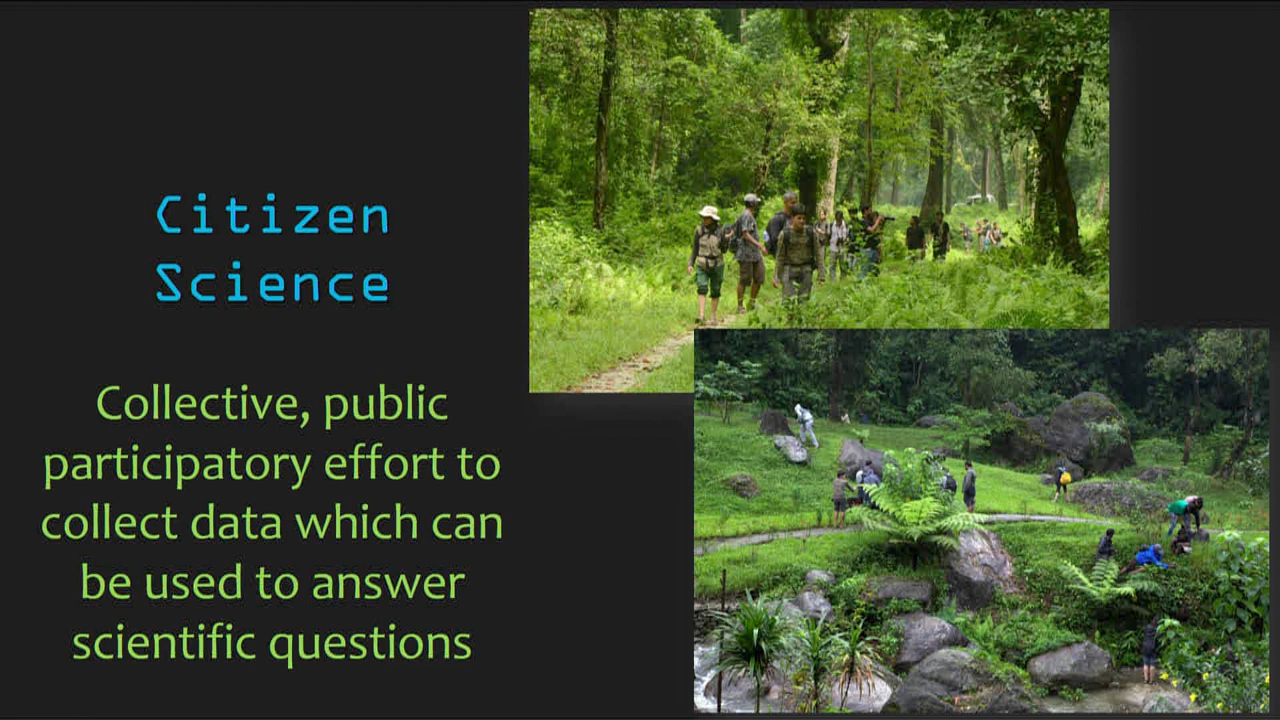 Citizen
Science
Collective, public
participatory effort to
collect data which can
be used to answer
scientific questions